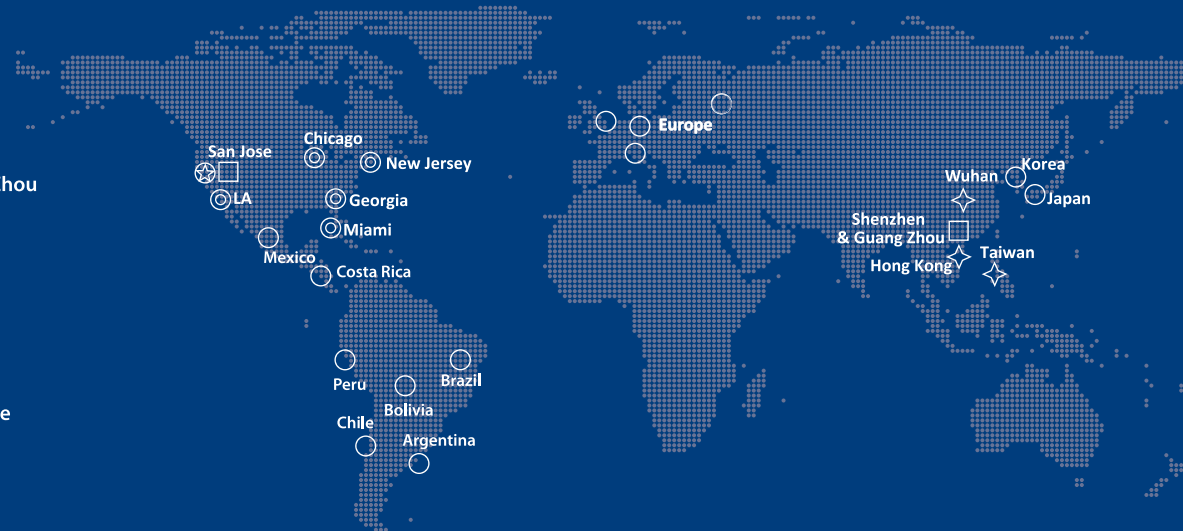 Chicago
San Jose
New Jersey
LA
Georgia
Miami
Mexico
Costa Rica
Peru
Brazil
Bolivia
Chile
Argentina
Europe
Korea
Wuhan
Japan
Shenzhen
& Guang Zhou
Taiwan
Hong Kong
hou
e